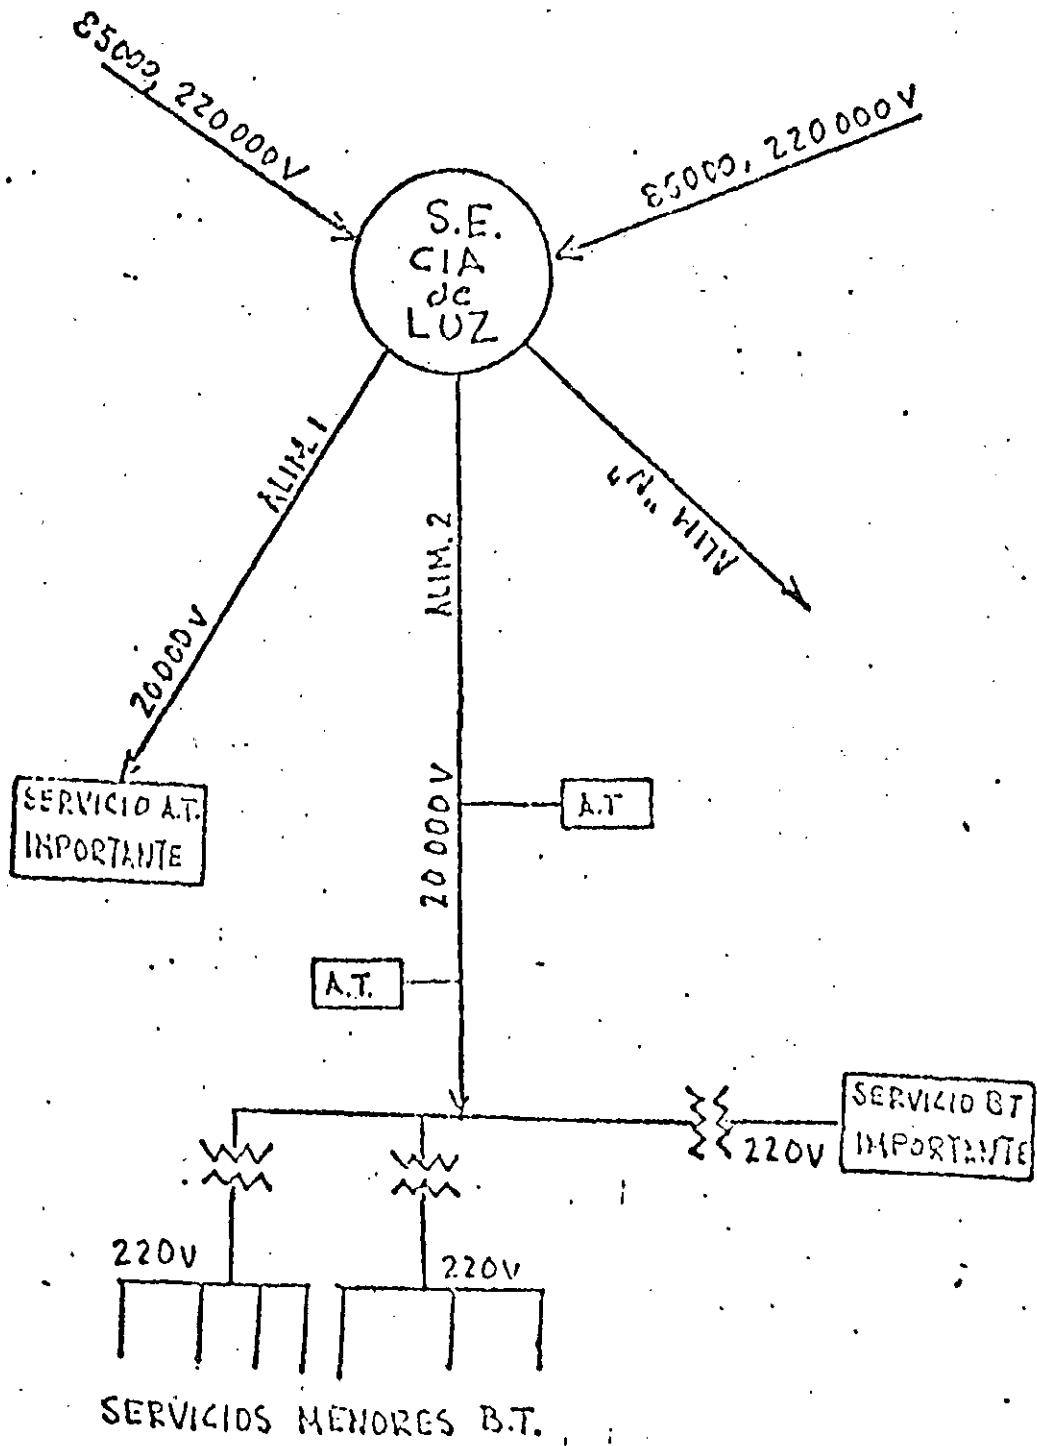 85000, 220000V
85000, 220000V
S.E.
CIA
de
LUZ
ALIM. 1
ALIM. 2
ALIM "N"
20000V
20000V
SERVICIO A.T.
IMPORTANTE
A.T
A.T.
SERVICIO BT
IMPORTANTE
220V
220V
220V
SERVICIOS MENORES B.T.